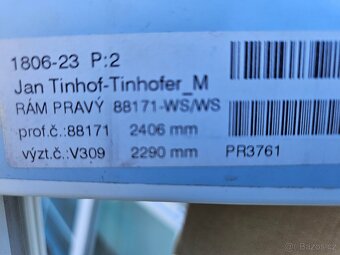 1806-23 P:2
Jan Tinhof-Tinhofer_M
RÁM PRAVÝ 88171-WS/WS
prof.č.:88171 2406 mm
výzt.č.:V309 2290 mm PR3761
Bazos.cz